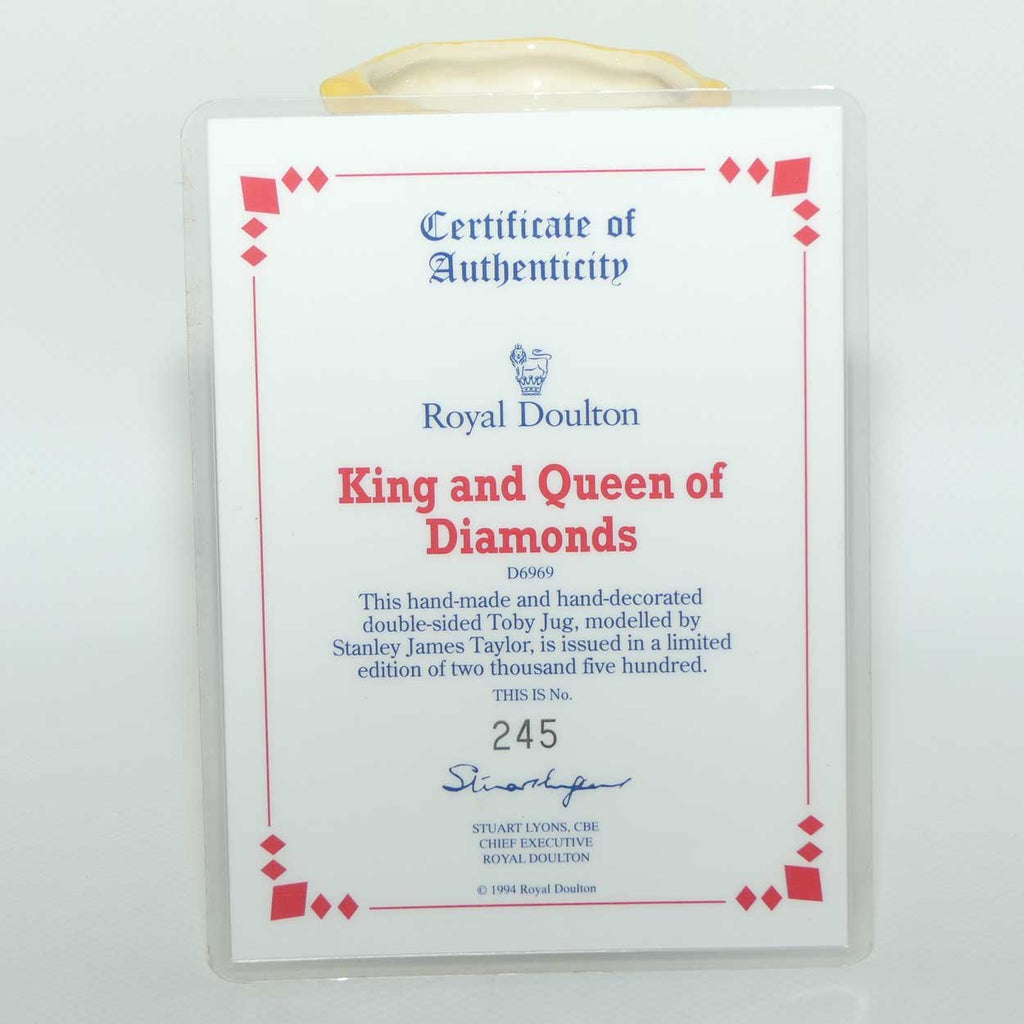 Certificate of
Authenticity
Royal Doulton
King and Queen of
Diamonds
D6969
This hand-made and hand-decorated
double-sided Toby Jug, modelled by
Stanley James Taylor, is issued in a limited
edition of two thousand five hundred.
THIS IS No.
245
Stuart Lyons
STUART LYONS, CBE
CHIEF EXECUTIVE
ROYAL DOULTON
© 1994 Royal Doulton